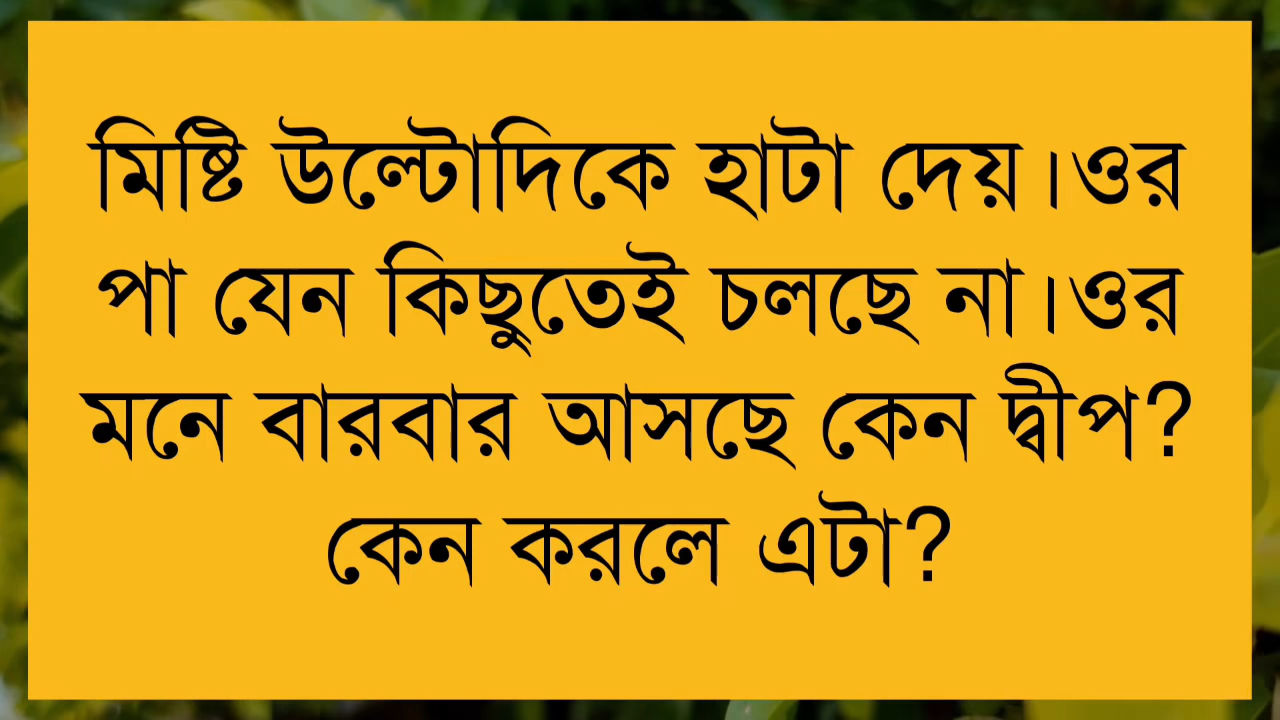 মিষ্টি উল্টোদিকে হাটা দেয়।ওর
পা যেন কিছুতেই চলছে না।ওর
মনে বারবার আসছে কেন দ্বীপ?
কেন করলে এটা?